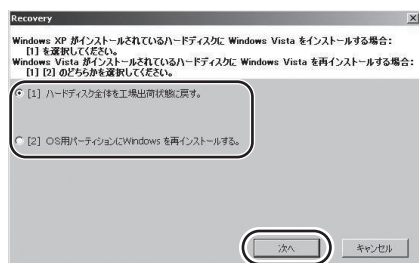 Recovery
Windows XP がインストールされているハードディスクに Windows Vista をインストールする場合：
[1] を選択してください。
Windows Vista がインストールされているハードディスクに Windows Vista を再インストールする場合：
[1] [2] のどちらかを選択してください。
[1] ハードディスク全体を工場出荷状態に戻す。
[2] OS用パーティションにWindows を再インストールする。
次へ
キャンセル